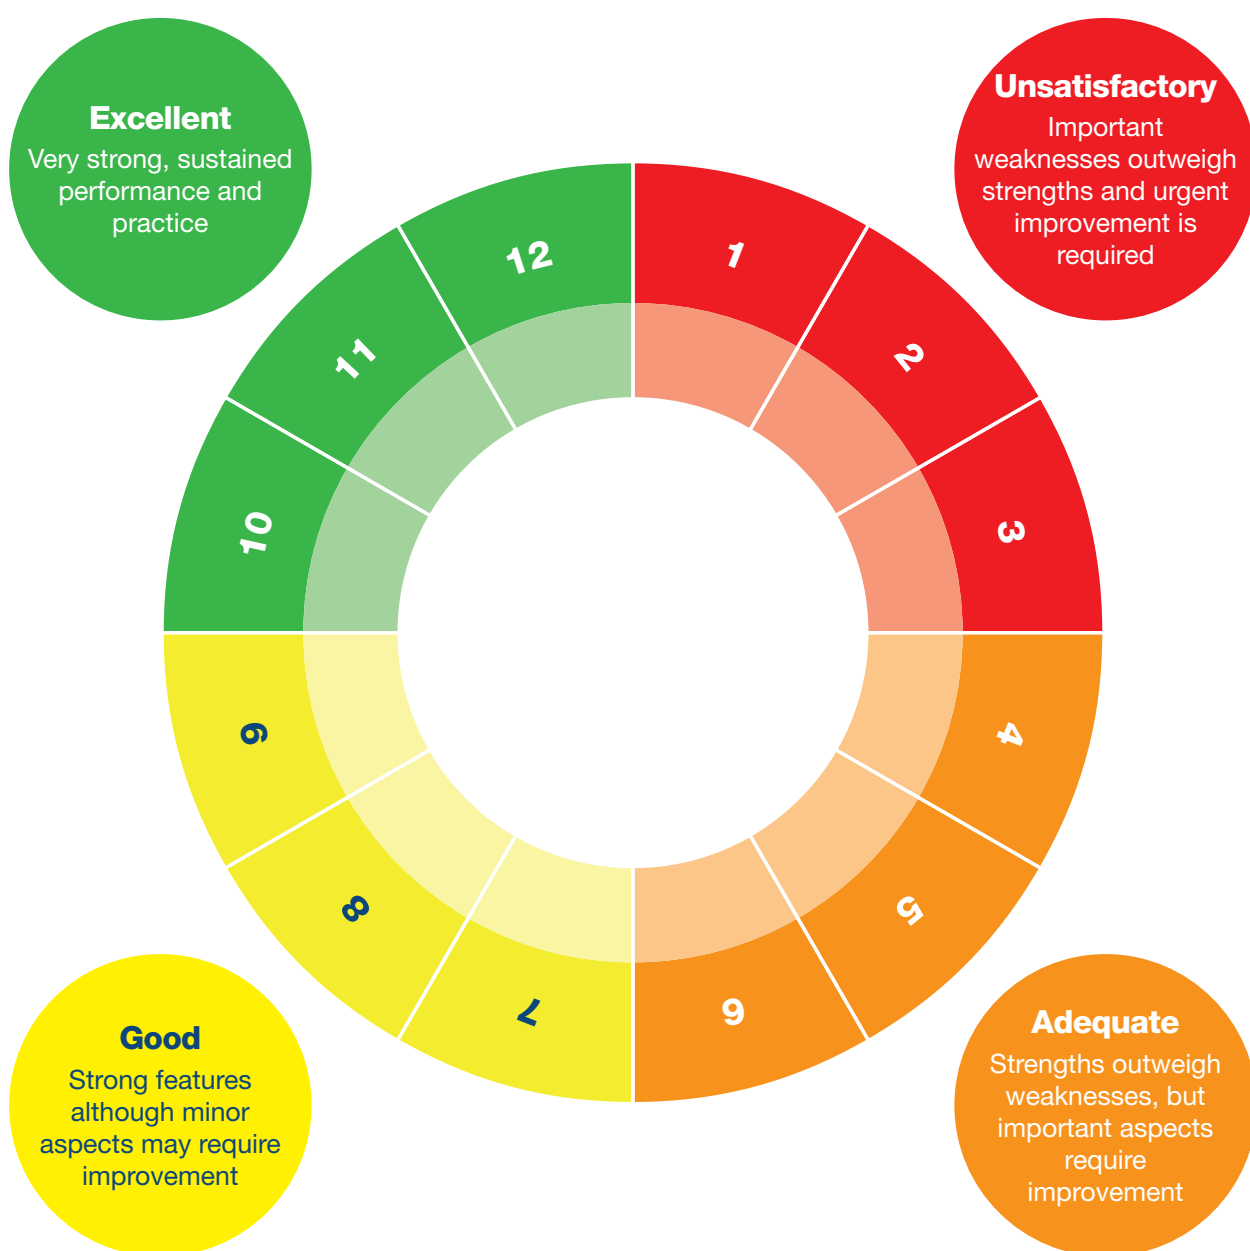 Excellent
Very strong, sustained
performance and
practice
Unsatisfactory
Important
weaknesses outweigh
strengths and urgent
improvement is
required
12
1
11
2
10
3
9
4
8
5
7
6
Good
Strong features
although minor
aspects may require
improvement
Adequate
Strengths outweigh
weaknesses, but
important aspects
require
improvement